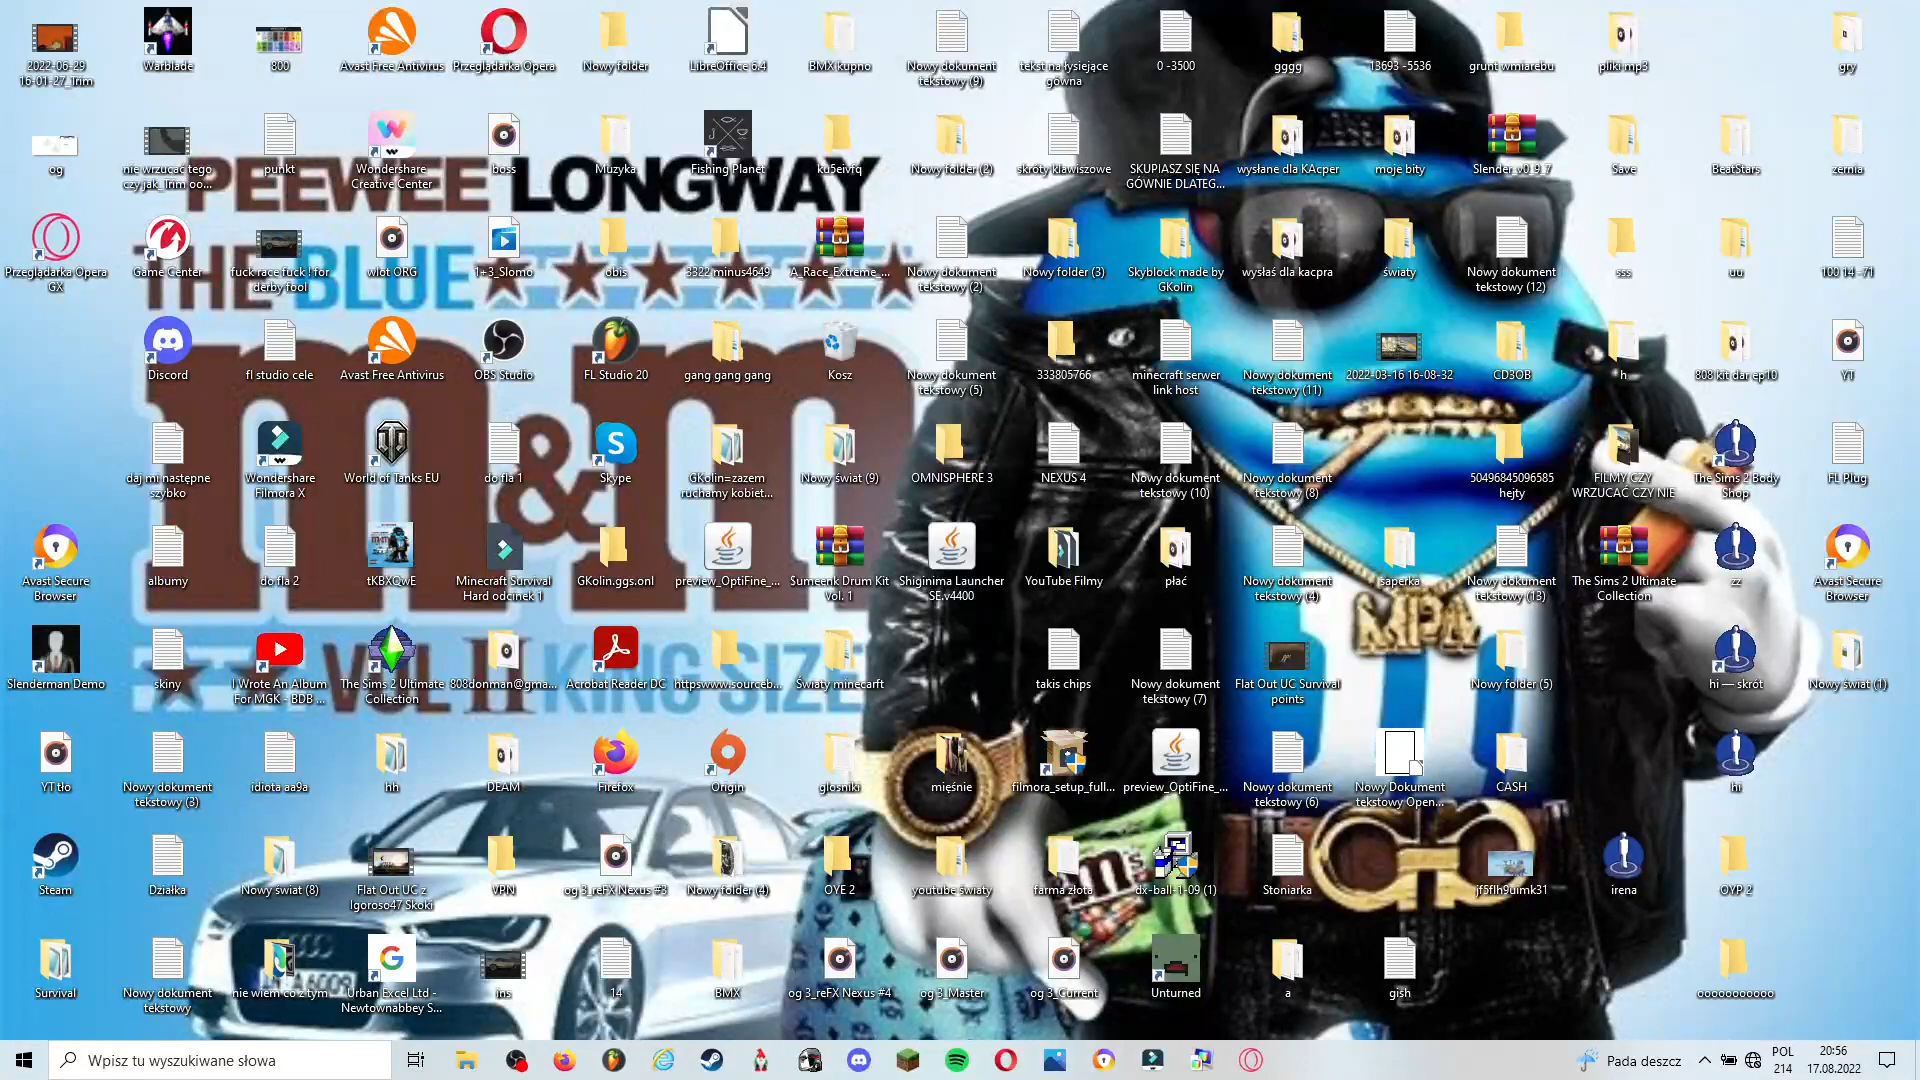 2022-06-29
16-01-27_Trim
Warblade
800
Avast Free Antivirus
Przeglądarka Opera
Nowy folder
LibreOffice 6.4
BMX kupno
Nowy dokument
tekstowy (9)
tekst na łysiejące
gówna
0 -3500
gggg
13693 -5536
grunt wmiarebu
pliki mp3
gry
og
nie wrzucać tego
czy jak_Trim oo...
punkt
Wondershare
Creative Center
boss
Muzyka
Fishing Planet
ku5eivfq
Nowy folder (2)
skróty klawiszowe
SKUPIASZ SIĘ NA
GÓWNIE DLATEG...
wysłane dla KAcper
moje bity
Slender_v0_9_7
Save
BeatStars
zernia
PEEWEE LONGWAY
Przeglądarka Opera
GX
Game Center
fuck race fuck ! for
derby fool
wlot ORG
1+3_Slomo
obis
3322 minus4649
A_Race_Extreme_...
Nowy dokument
tekstowy (2)
Nowy folder (3)
Skyblock made by
GKolin
wysłaś dla kacpra
światy
Nowy dokument
tekstowy (12)
sss
uu
100 14 -71
THE BLUE
Discord
fl studio cele
Avast Free Antivirus
OBS Studio
FL Studio 20
gang gang gang
Kosz
Nowy dokument
tekstowy (5)
333805766
minecraft serwer
link host
Nowy dokument
tekstowy (11)
2022-03-16 16-08-32
CD3OB
h
808 kit dar ep10
YT
m&m
daj mi następne
szybko
Wondershare
Filmora X
World of Tanks EU
do fla 1
Skype
GKolin=zazem
ruchamy kobiet...
Nowy świat (9)
OMNISPHERE 3
NEXUS 4
Nowy dokument
tekstowy (10)
Nowy dokument
tekstowy (8)
50496845096585
hejty
FILMY CZY
WRZUCAC CZY NIE
The Sims 2 Body
Shop
FL Plug
Avast Secure
Browser
albumy
do fla 2
tKBXQwE
Minecraft Survival
Hard odcinek 1
GKolin.ggs.onl
preview_OptiFine_...
Sumeenk Drum Kit
Vol. 1
Shiginima Launcher
SE.v4400
YouTube Filmy
płać
Nowy dokument
tekstowy (4)
saperka
Nowy dokument
tekstowy (13)
The Sims 2 Ultimate
Collection
zz
Avast Secure
Browser
MPA
VOL II KING SIZE
Slenderman Demo
skiny
I Wrote An Album
For MGK - BDB ...
The Sims 2 Ultimate
Collection
808donman@gma...
Acrobat Reader DC
httpswww.sourceb...
Światy minecarft
takis chips
Nowy dokument
tekstowy (7)
Flat Out UC Survival
points
Nowy folder (5)
hi — skrót
Nowy świat (1)
YT tło
Nowy dokument
tekstowy (3)
idiota aa9a
hh
DEAM
Firefox
Origin
glosniki
mięśnie
filmora_setup_full...
preview_OptiFine_...
Nowy dokument
tekstowy (6)
Nowy Dokument
tekstowy Open...
CASH
hi
m&m's
Steam
Działka
Nowy świat (8)
Flat Out UC z
Igoroso47 Skoki
VPN
og 3_reFX Nexus #3
Nowy folder (4)
OYE 2
youtube swiaty
farma złota
dx-ball-1-09 (1)
Stoniarka
jf5flh9uimk31
irena
OYP 2
Survival
Nowy dokument
tekstowy
nie wiem co z tym
Urban Excel Ltd -
Newtownabbey S...
ins
14
BMX
og 3_reFX Nexus #4
og 3_Master
og 3_Current
Unturned
a
gish
ooooooooooo
Wpisz tu wyszukiwane słowa
Pada deszcz
POL
214
20:56
17.08.2022